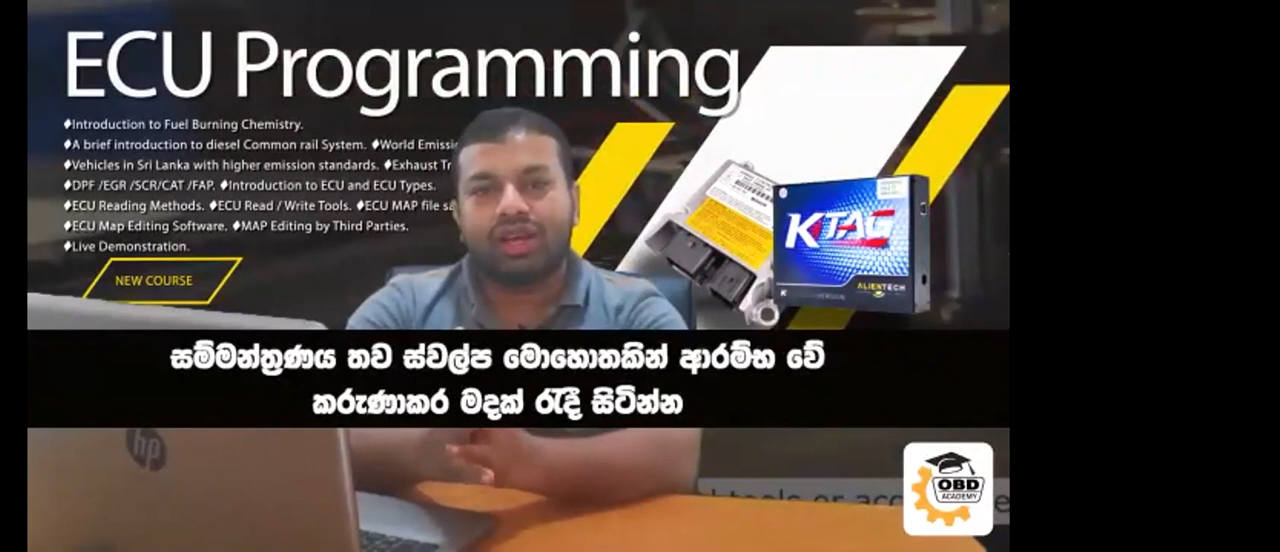 ECU Programming
♦Introduction to Fuel Burning Chemistry.
♦A brief introduction to diesel Common rail System. ♦World
♦Vehicles in Sri Lanka with higher emission standards. ♦Exhaust
♦DPF /EGR /SCR/CAT /FAP. ♦Introduction to ECU and ECU Types.
♦ECU Reading Methods. ♦ECU Read / Write Tools. ♦ECU MAP file
♦ECU Map Editing Software. ♦MAP Editing by Third Parties.
♦Live Demonstration.
NEW COURSE
KTAG
ALIENTECH
සම්මන්ත්‍රණය තව ස්වල්ප මොහොතකින් ආරම්භ වේ
කරුණාකර මදක් රැදී සිටින්න
hp
tools or
OBD
ACADEMY